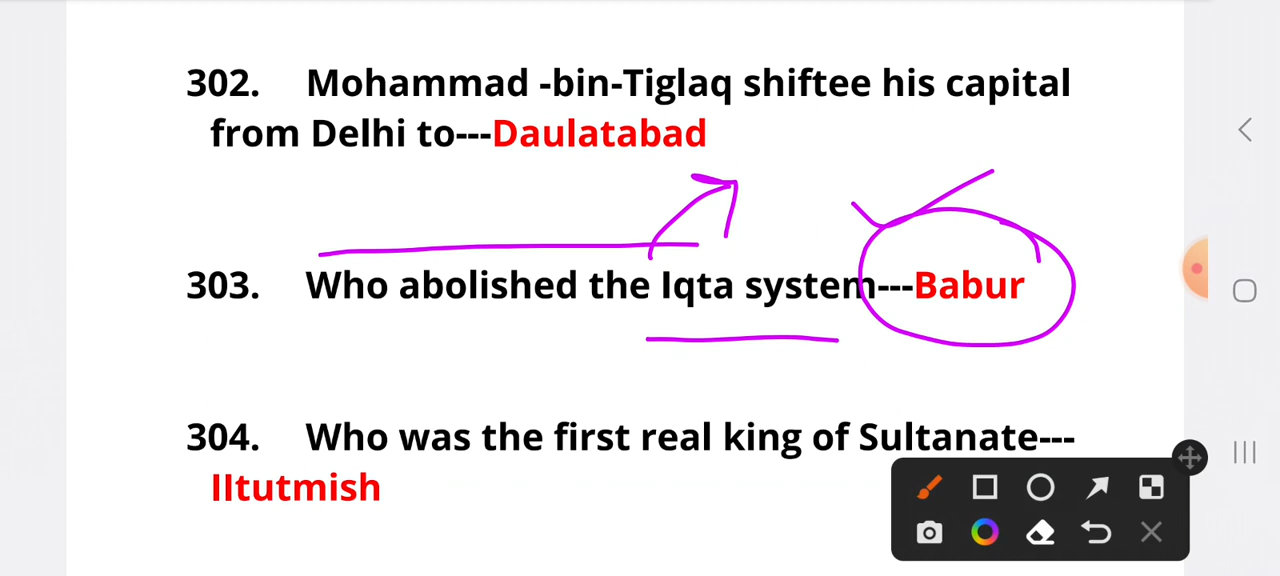 302. Mohammad -bin-Tiglaq shiftee his capital
from Delhi to---Daulatabad
303. Who abolished the Iqta system---Babur
304. Who was the first real king of Sultanate---
Iltutmish